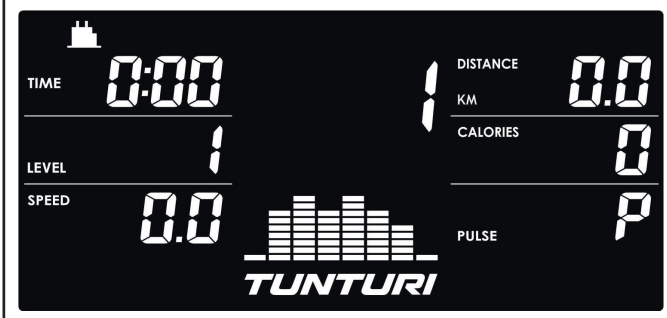 TIME 0:00
LEVEL 1
SPEED 0.0
1
DISTANCE 0.0
KM
CALORIES 0
PULSE P
TUNTURI